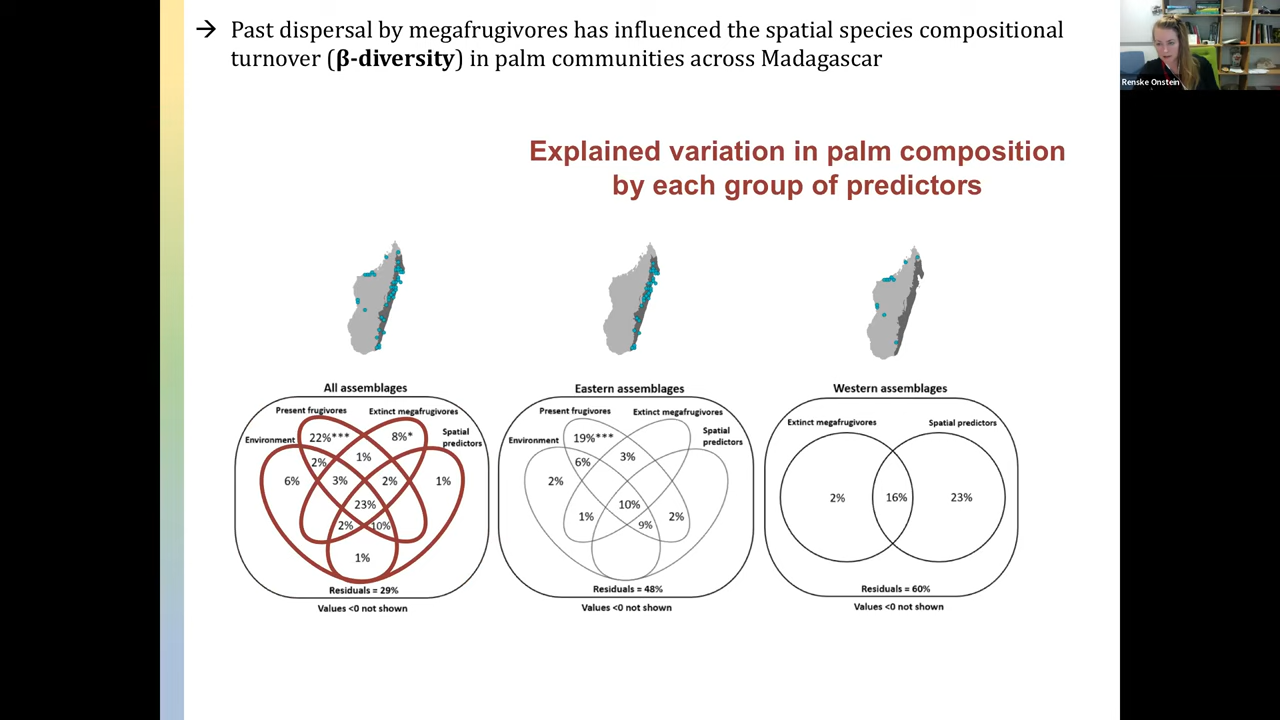 → Past dispersal by megafrugivores has influenced the spatial species compositional
turnover (β-diversity) in palm communities across Madagascar
Renske Onstein
Explained variation in palm composition
by each group of predictors
All assemblages
Present frugivores
Extinct megafrugivores
Environment
Spatial
predictors
22%***
8%*
2%
1%
6%
3%
2%
1%
23%
2%
10%
1%
Residuals = 29%
Values <0 not shown
Eastern assemblages
Present frugivores
Extinct megafrugivores
Environment
Spatial
predictors
19%***
6%
3%
2%
1%
10%
2%
9%
Residuals = 48%
Values <0 not shown
Western assemblages
Extinct megafrugivores
Spatial predictors
2%
16%
23%
Residuals = 60%
Values <0 not shown